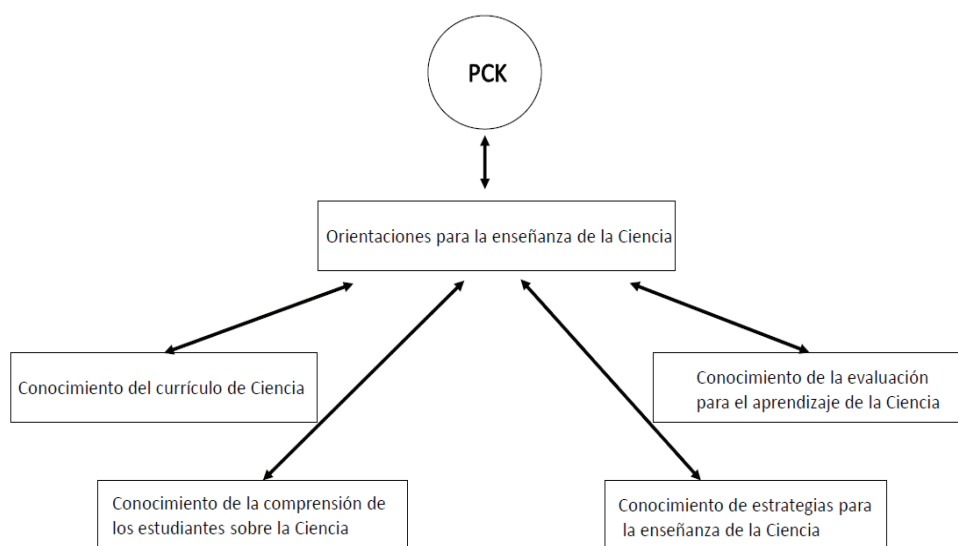 PCK
Orientaciones para la enseñanza de la Ciencia
Conocimiento del currículo de Ciencia
Conocimiento de la evaluación
para el aprendizaje de la Ciencia
Conocimiento de la comprensión de
los estudiantes sobre la Ciencia
Conocimiento de estrategias para
la enseñanza de la Ciencia